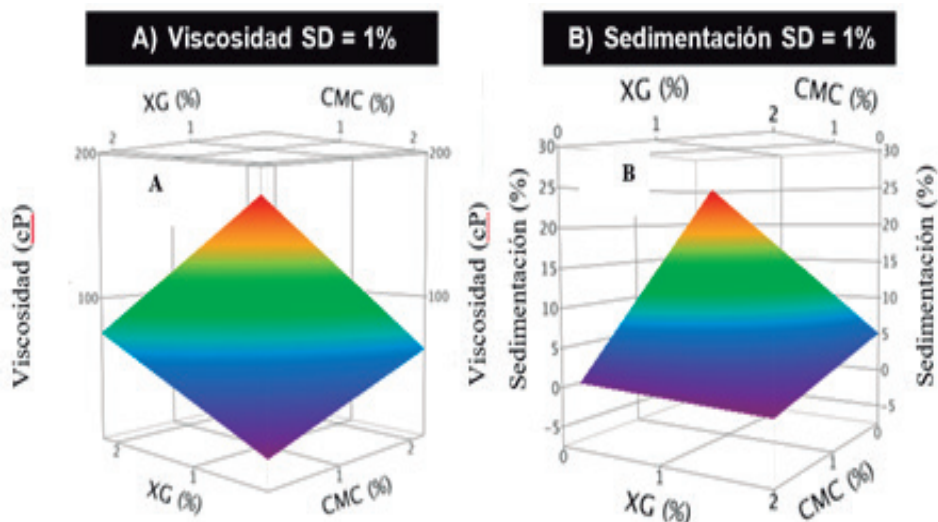 A) Viscosidad SD = 1%
B) Sedimentación SD = 1%
XG (%)
CMC (%)
2
1
1
2
200
200
A
100
100
Viscosidad (cP)
Viscosidad (cP)
2
1
1
2
XG (%)
CMC (%)
XG (%)
CMC (%)
0
1
2
1
0
30
25
20
15
10
5
0
-5
30
25
20
15
10
5
0
-5
B
Sedimentación (%)
Sedimentación (%)
0
1
2
1
0
XG (%)
CMC (%)